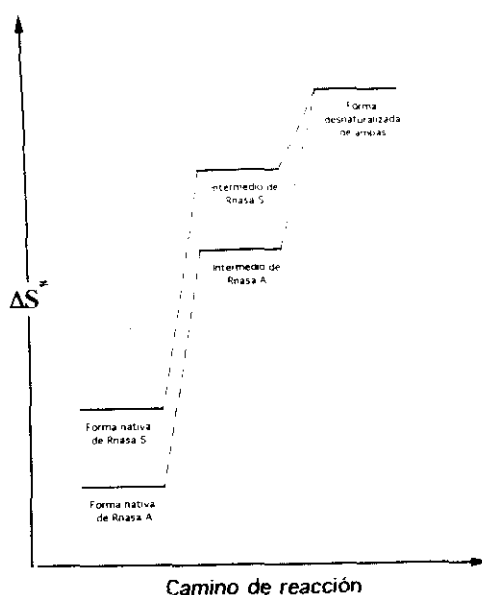 Forma
desnaturalizada
de ambas
Intermedio de
Rnasa S
Intermedio de
Rnasa A
ΔS≠
Forma nativa
de Rnasa S
Forma nativa
de Rnasa A
Camino de reacción